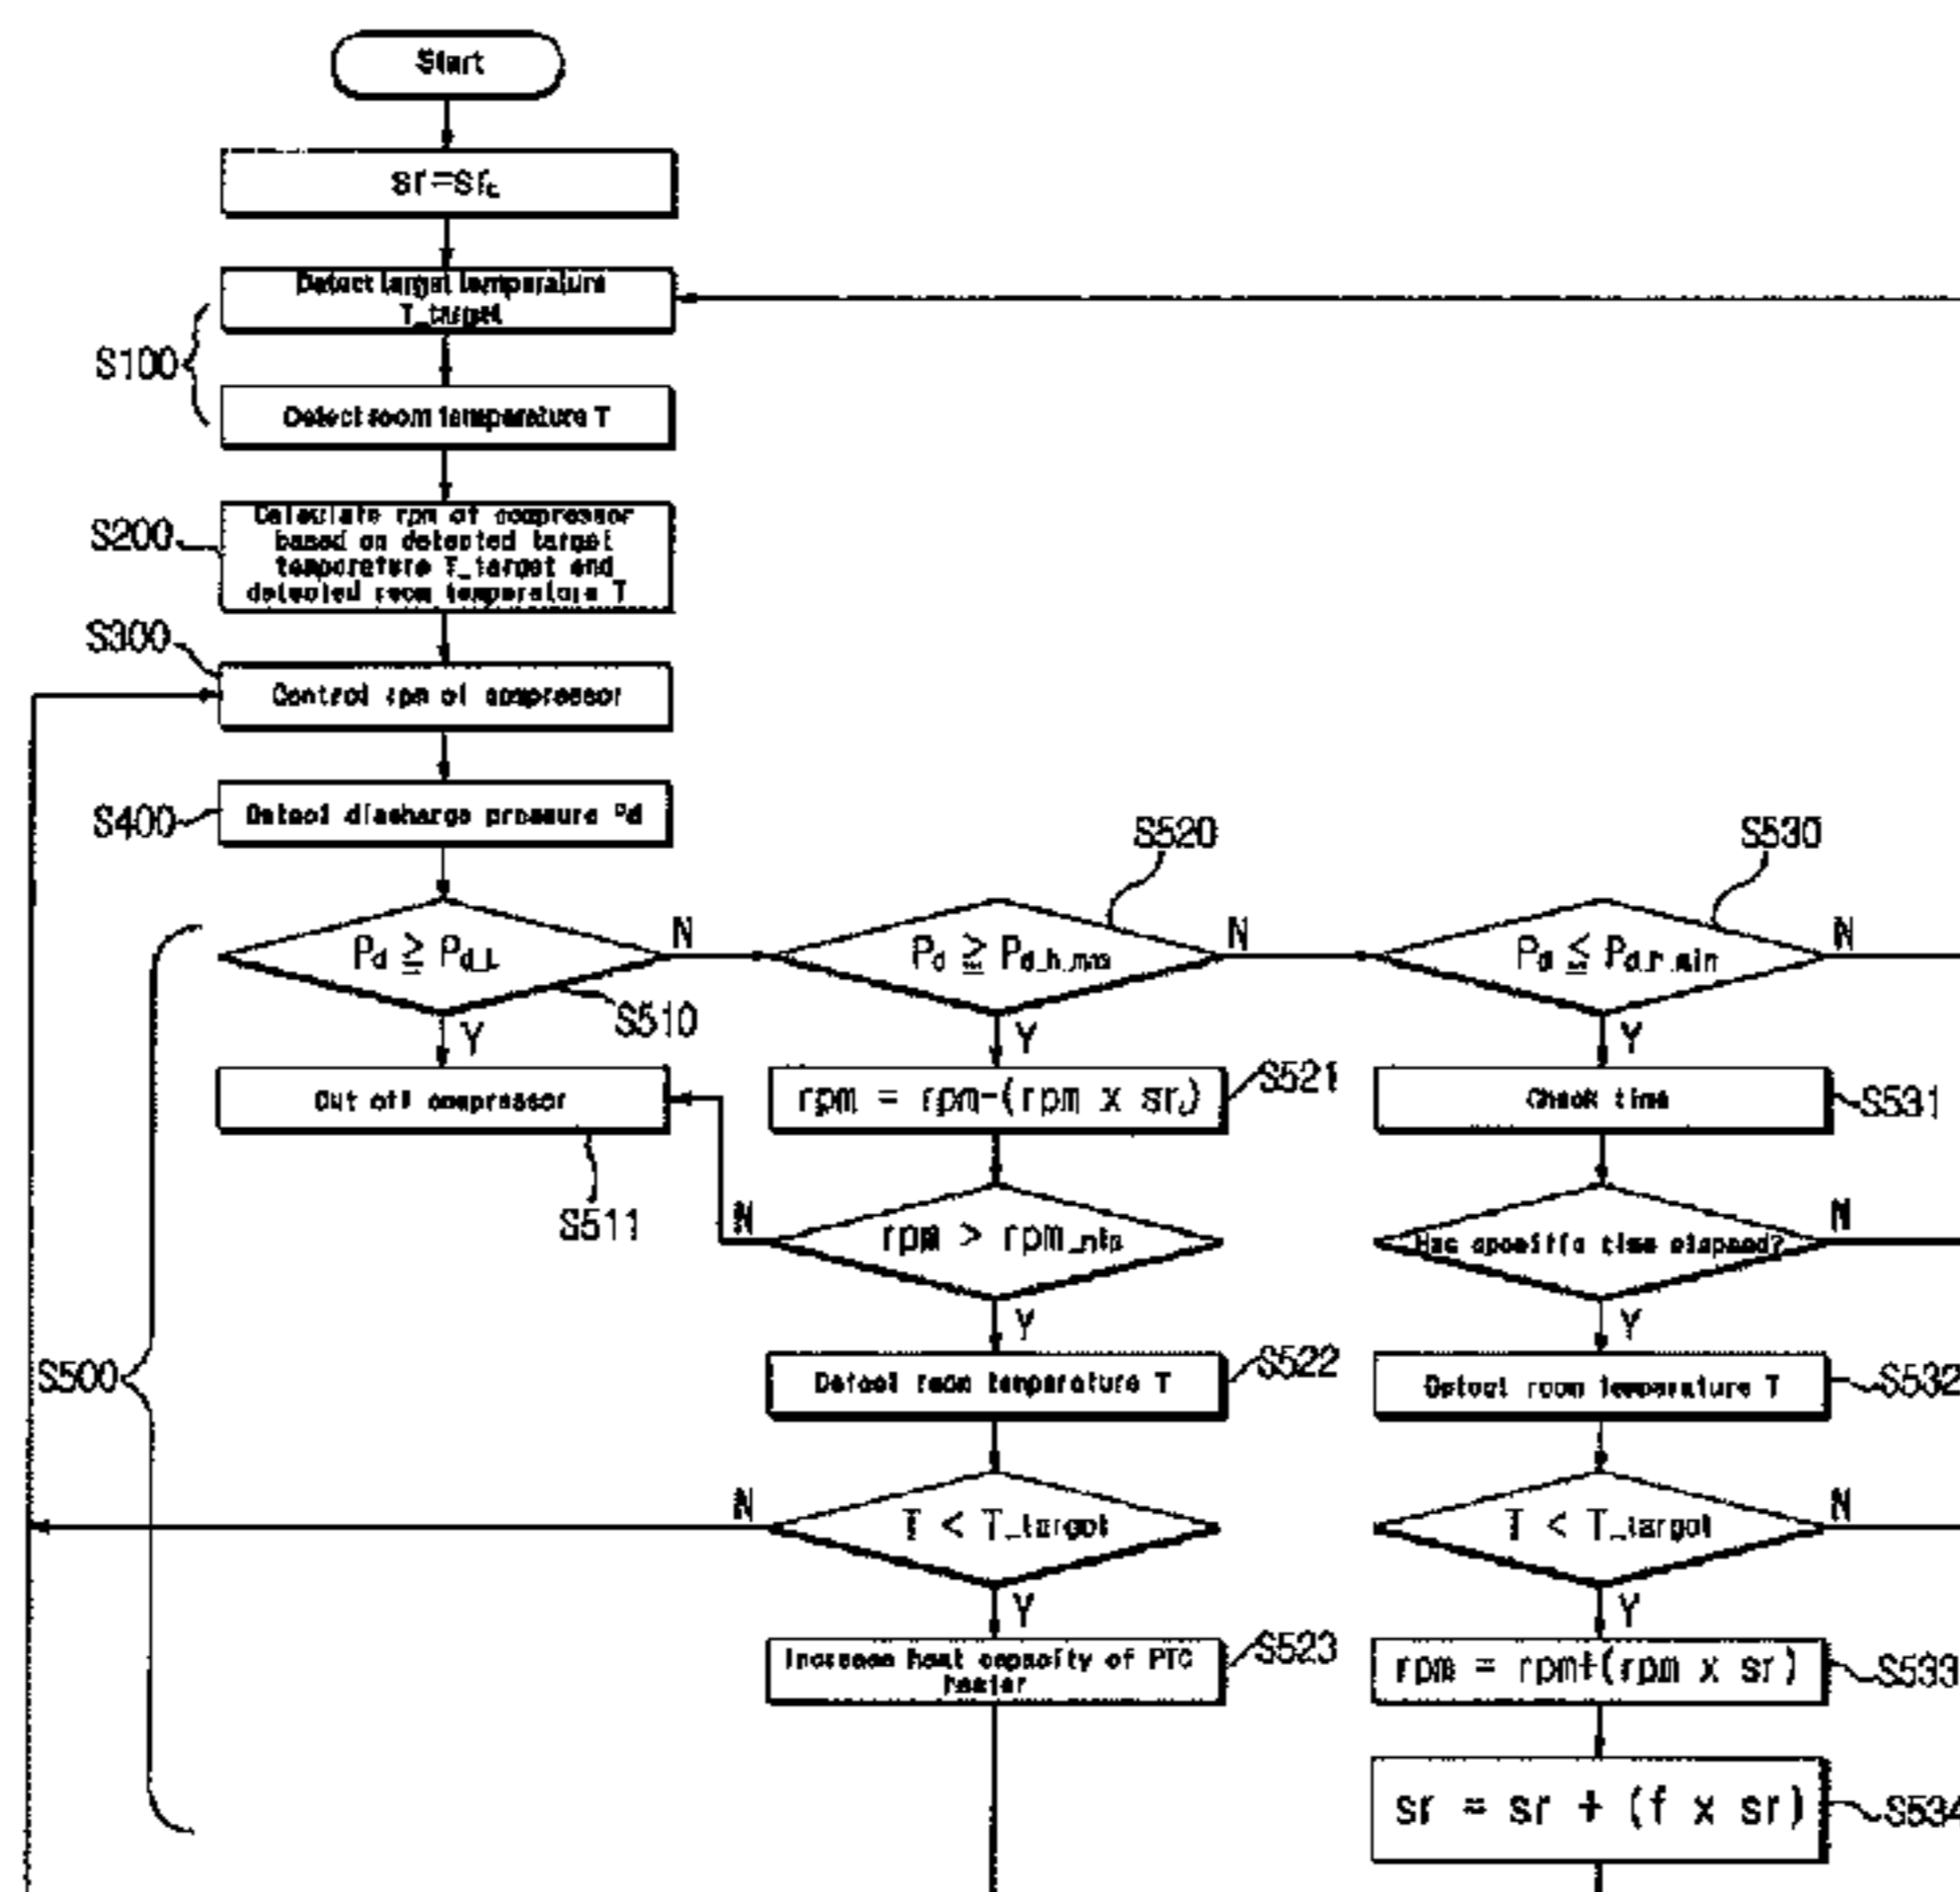 Start
sr=sr
Detect target temperature
T_target
S100
Detect room temperature T
S200
Calculate rpm of compressor
based on detected target
temperature T_target and
detected room temperature T
S300
Control rpm of compressor
S400
Detect discharge pressure Pd
S520
S530
Pd ≥ Pd_L
N
Pd ≥ Pd_h_max
N
Pd ≤ Pd_h_min
N
S510
Y
Y
Y
Cut off compressor
rpm = rpm-(rpm x sr)
S521
Check time
S531
S511
N
rpm > rpm_min
Has specific time elapsed?
N
Y
Y
S500
Detect room temperature T
S522
Detect room temperature T
S532
N
T < T_target
T < T_target
N
Y
Y
Increase heat capacity of PTC
heater
S523
rpm = rpm+(rpm x sr)
S533
sr = sr + (f x sr)
S534